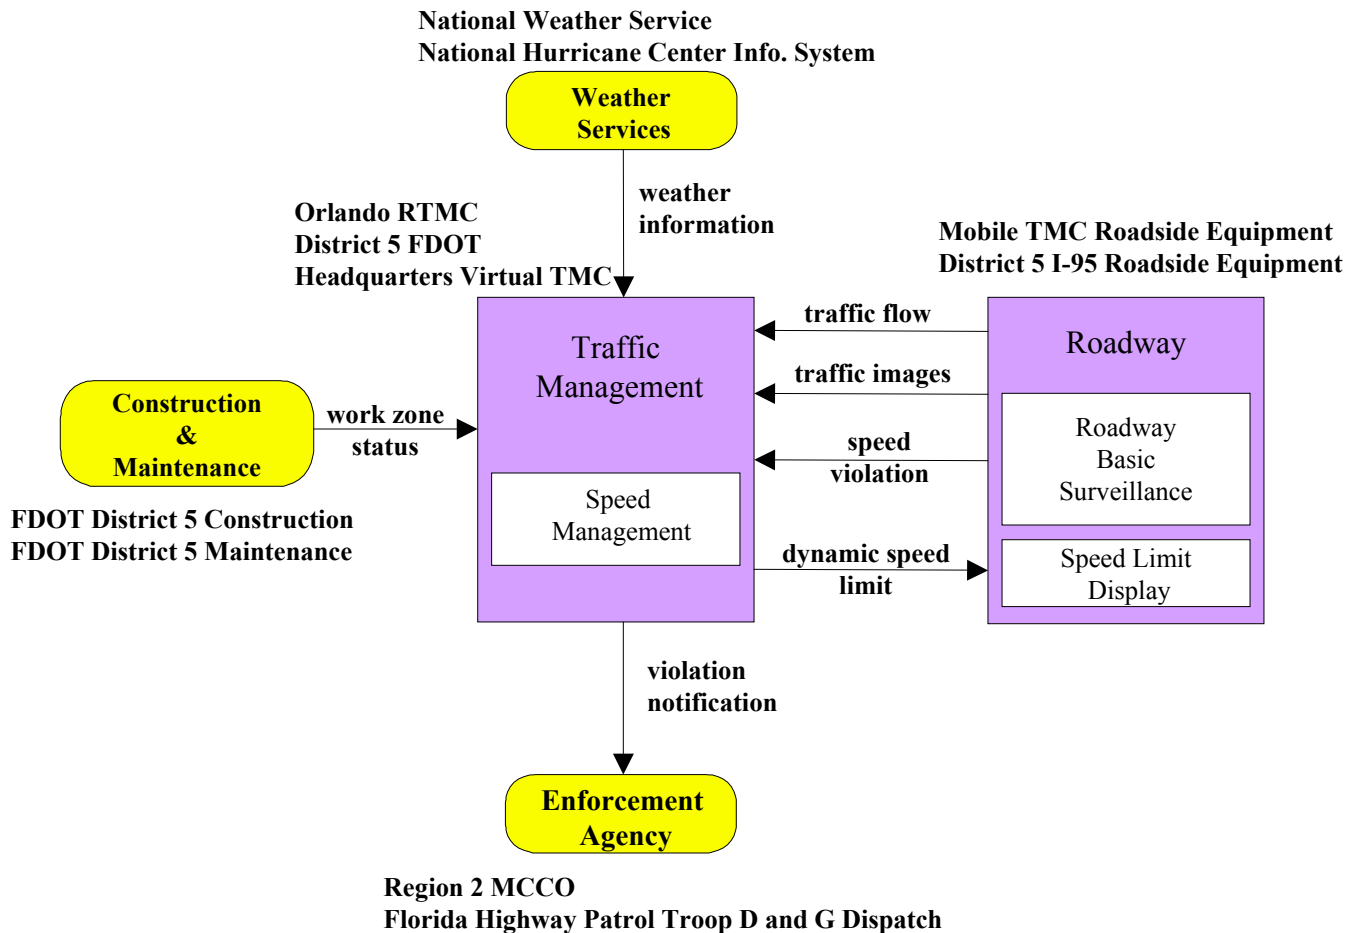 National Weather Service
National Hurricane Center Info. System
Weather
Services
weather
information
Orlando RTMC
District 5 FDOT
Headquarters Virtual TMC
Mobile TMC Roadside Equipment
District 5 I-95 Roadside Equipment
Traffic
Management
Speed
Management
traffic flow
traffic images
speed
violation
dynamic speed
limit
Roadway
Roadway
Basic
Surveillance
Speed Limit
Display
Construction
&
Maintenance
work zone
status
FDOT District 5 Construction
FDOT District 5 Maintenance
violation
notification
Enforcement
Agency
Region 2 MCCO
Florida Highway Patrol Troop D and G Dispatch